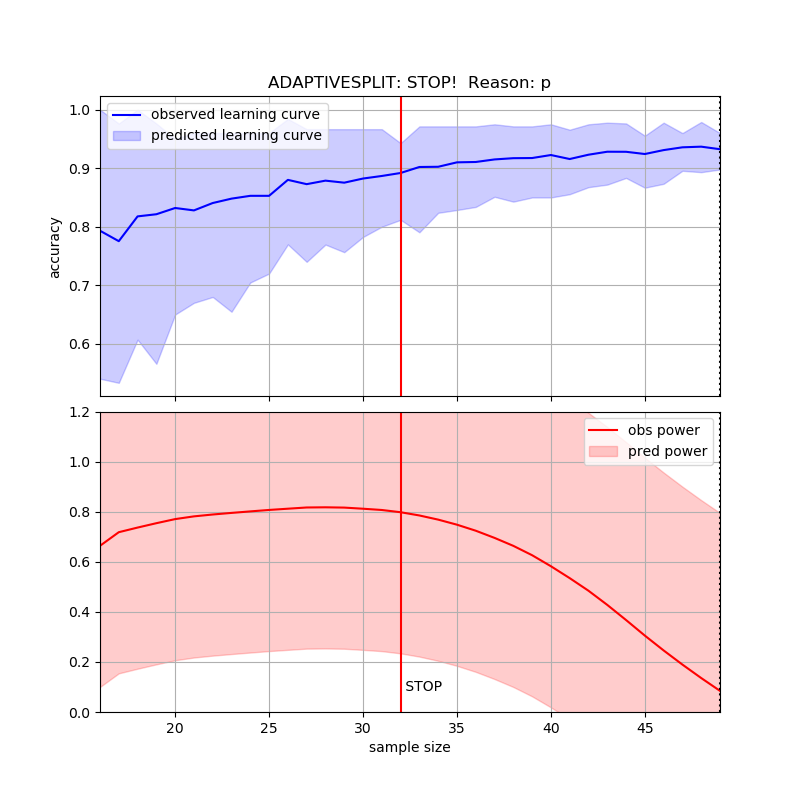 ADAPTIVESPLIT: STOP!  Reason: p
observed learning curve
predicted learning curve
1.0
0.9
0.8
0.7
0.6
accuracy
obs power
pred power
1.2
1.0
0.8
0.6
0.4
0.2
0.0
STOP
20 25 30 35 40 45
sample size